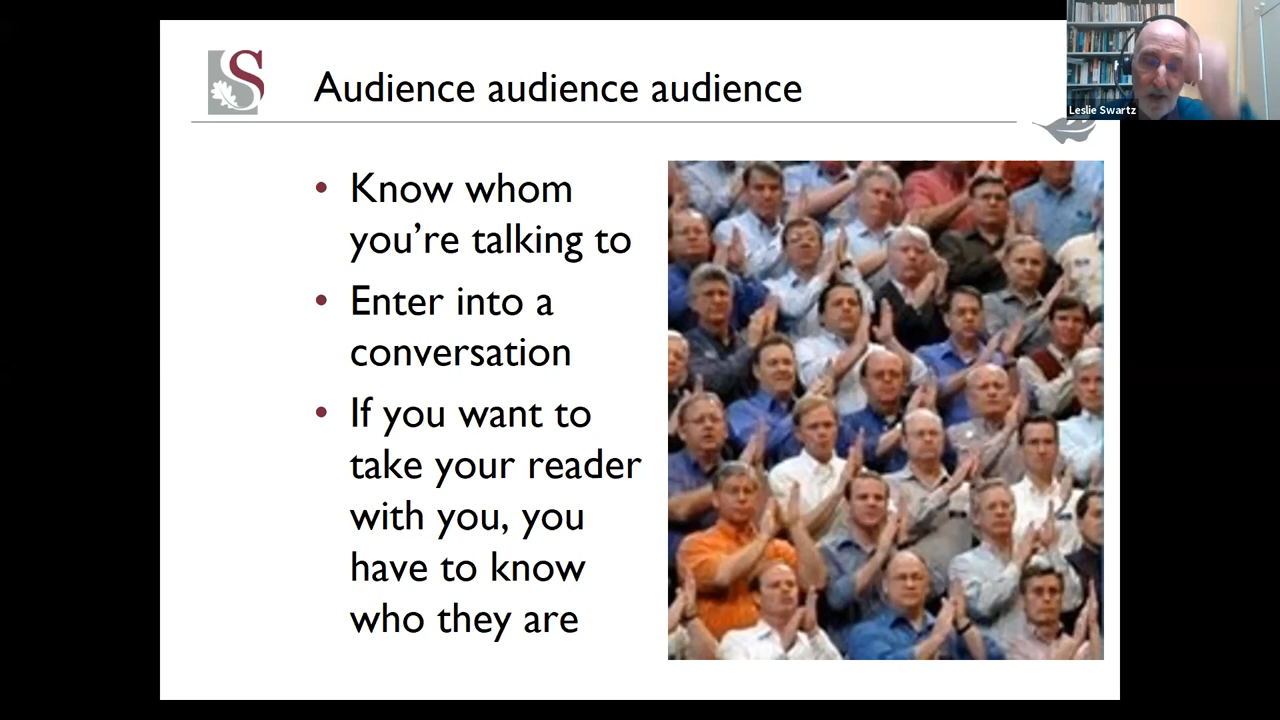 S
Audience audience audience
Leslie Swartz
• Know whom
you're talking to
• Enter into a
conversation
• If you want to
take your reader
with you, you
have to know
who they are